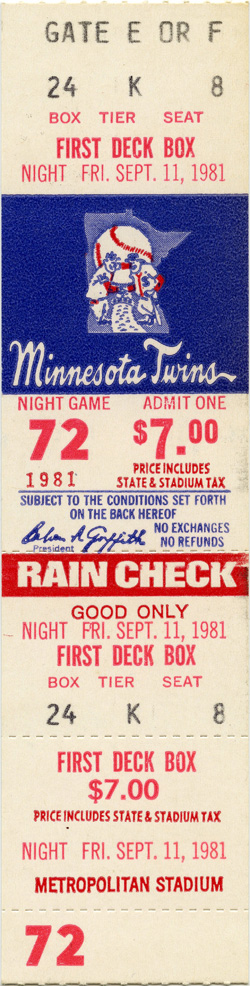 GATE E OR F
24 K 8
BOX TIER SEAT
FIRST DECK BOX
NIGHT FRI. SEPT. 11, 1981
Minnesota Twins
NIGHT GAME ADMIT ONE
72 $7.00
1981 PRICE INCLUDES
STATE & STADIUM TAX
SUBJECT TO THE CONDITIONS SET FORTH
ON THE BACK HEREOF
Calvin R Griffith NO EXCHANGES
President NO REFUNDS
RAIN CHECK
GOOD ONLY
NIGHT FRI. SEPT. 11, 1981
FIRST DECK BOX
BOX TIER SEAT
24 K 8
FIRST DECK BOX
$7.00
PRICE INCLUDES STATE & STADIUM TAX
NIGHT FRI. SEPT. 11, 1981
METROPOLITAN STADIUM
72